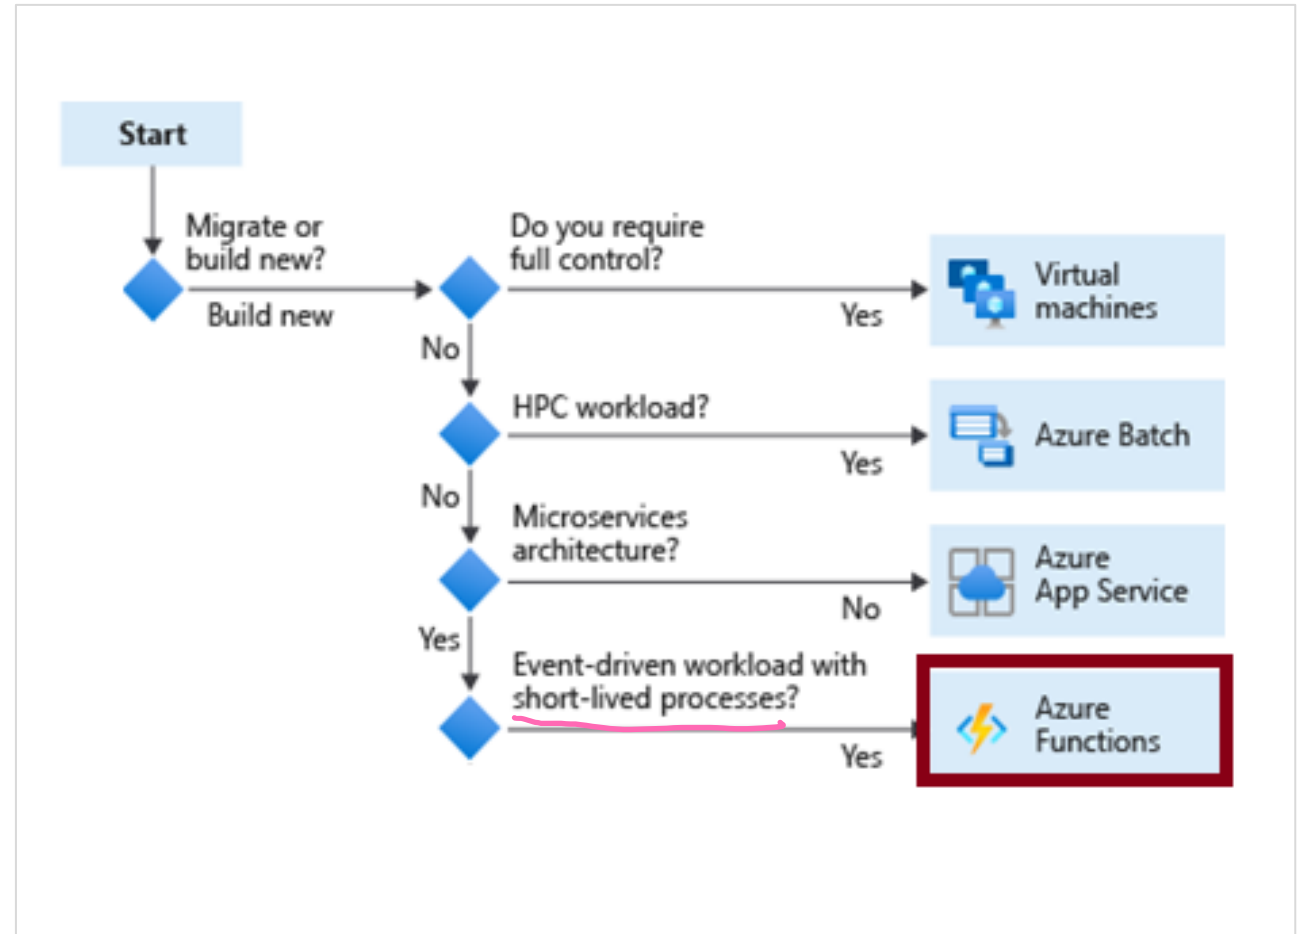 Start
Migrate or
build new?
Build new
Do you require
full control?
Yes
Virtual
machines
No
HPC workload?
Yes
Azure Batch
No
Microservices
architecture?
No
Azure
App Service
Yes
Event-driven workload with
short-lived processes?
Yes
Azure
Functions